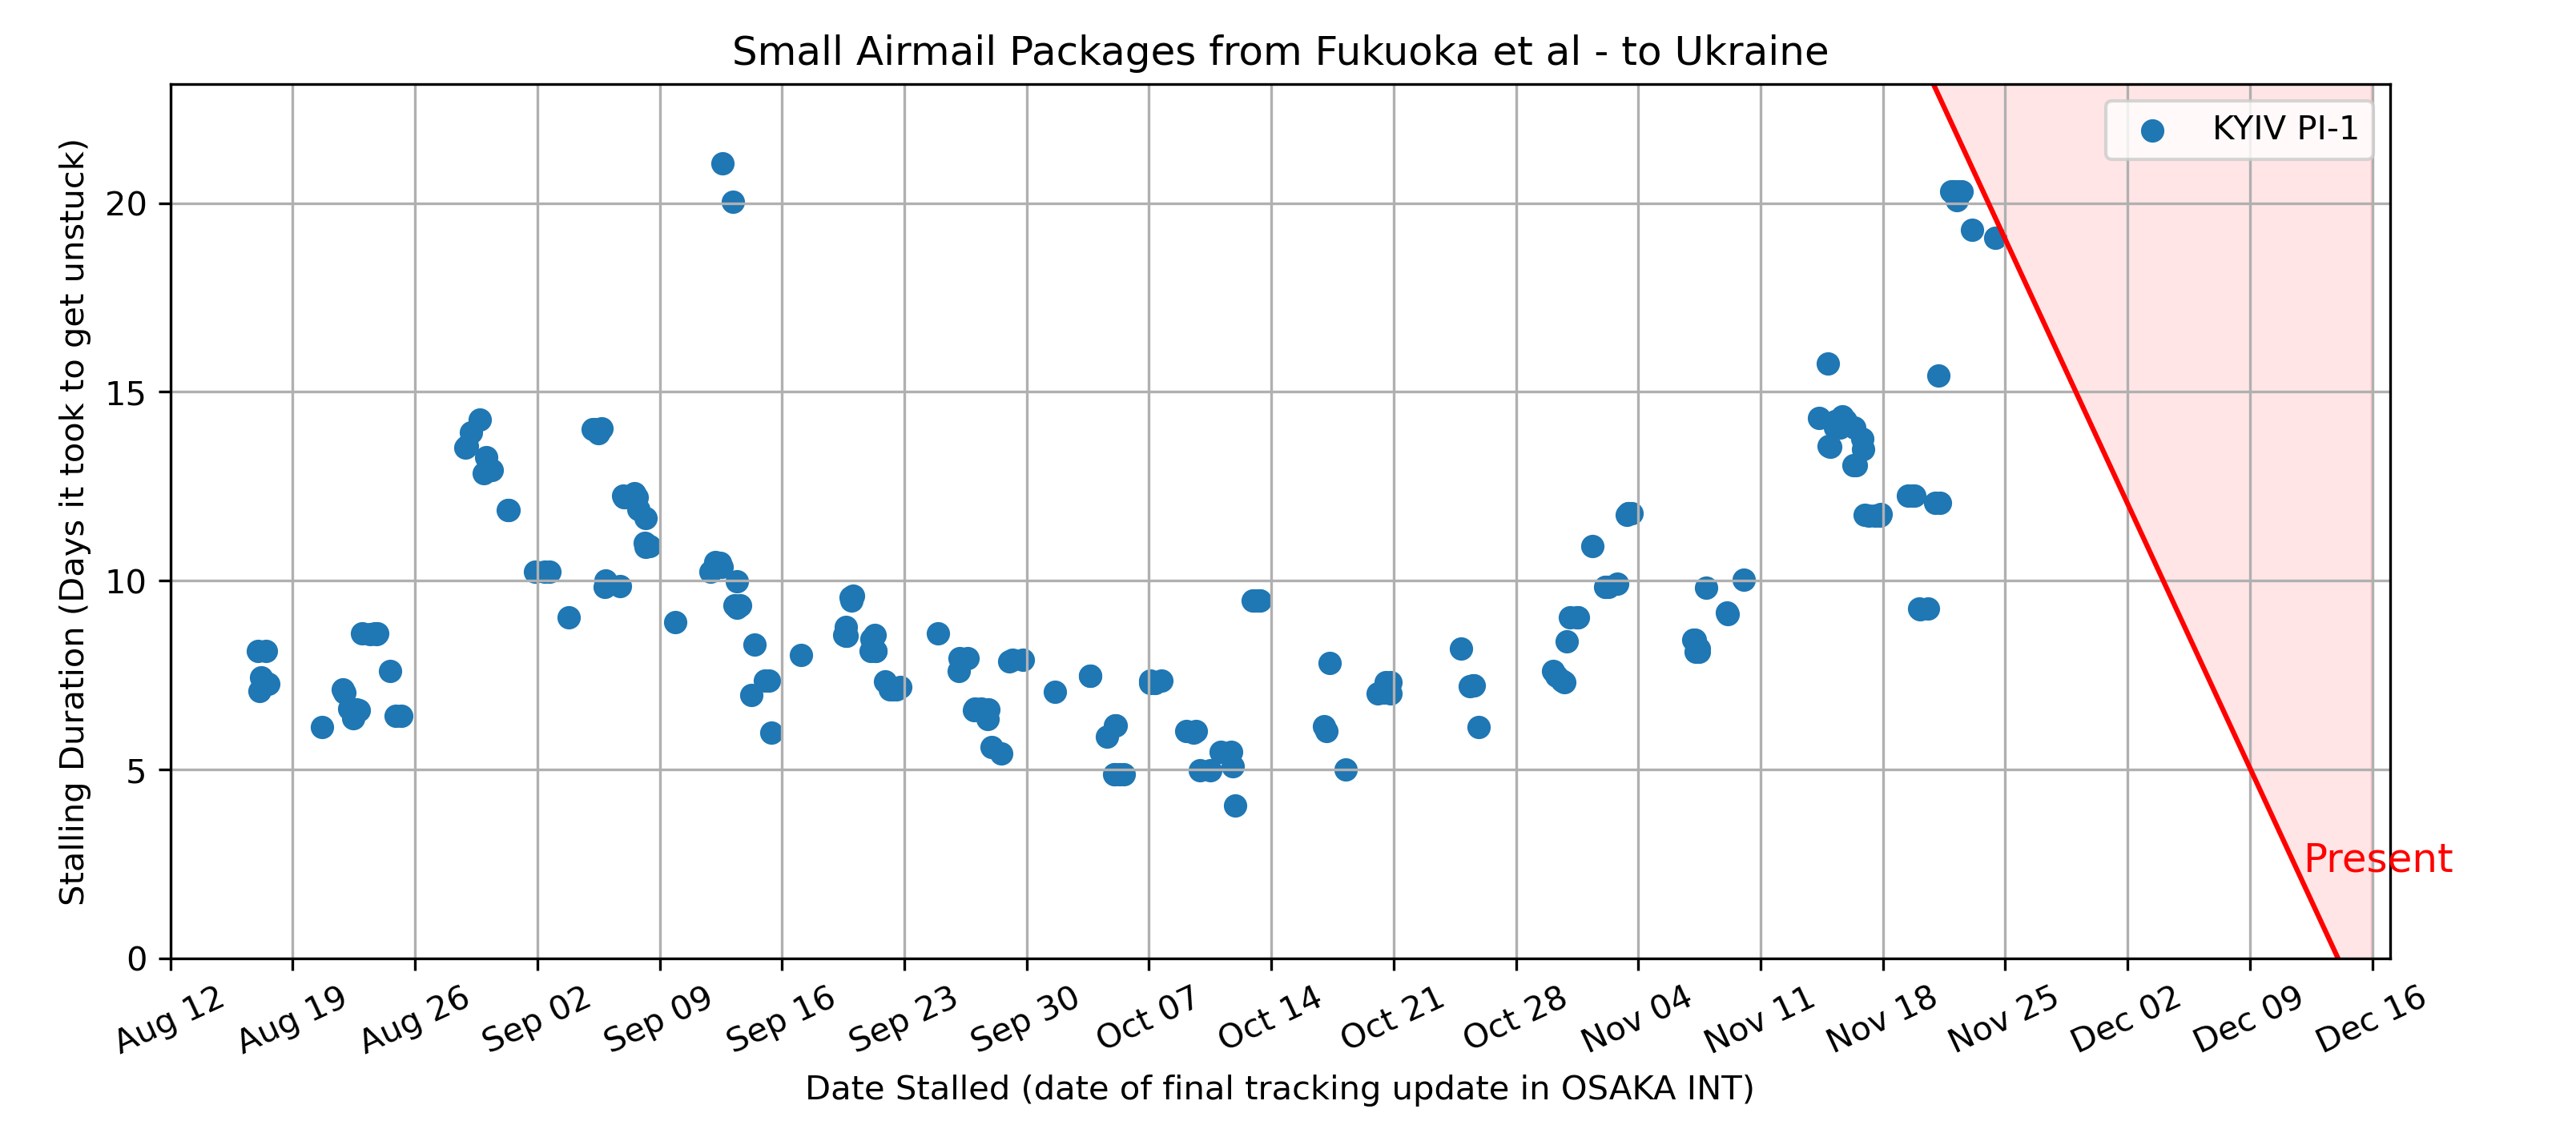 Small Airmail Packages from Fukuoka et al - to Ukraine
KYIV PI-1
Stalling Duration (Days it took to get unstuck)
20
15
10
5
0
Present
Aug 12
Aug 19
Aug 26
Sep 02
Sep 09
Sep 16
Sep 23
Sep 30
Oct 07
Oct 14
Oct 21
Oct 28
Nov 04
Nov 11
Nov 18
Nov 25
Dec 02
Dec 09
Dec 16
Date Stalled (date of final tracking update in OSAKA INT)